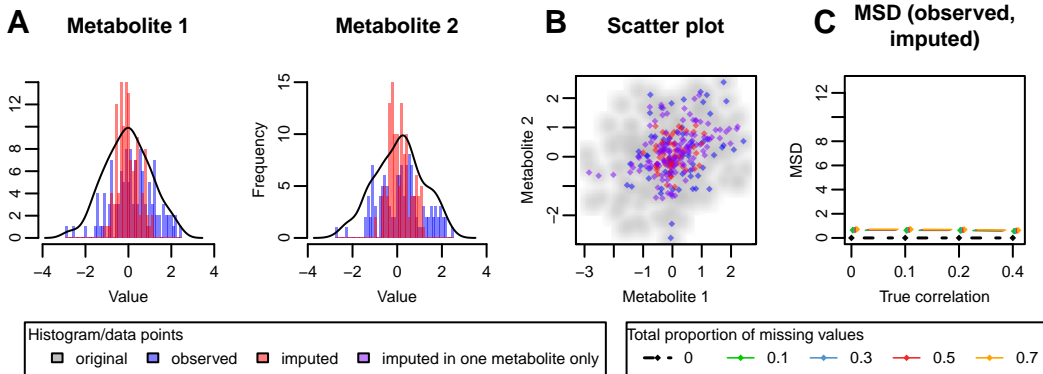 A
Metabolite 1
Metabolite 2
B
Scatter plot
C
MSD (observed,
imputed)
0 2 4 6 8 12
−4 −2 0 2 4
Value
Frequency
0 5 10 15
−4 −2 0 2 4
Value
Metabolite 2
−2 0 1 2
−3 −1 0 1 2
Metabolite 1
MSD
0 2 4 6 8 12
0 0.1 0.2 0.4
True correlation
Histogram/data points
original observed imputed imputed in one metabolite only
Total proportion of missing values
0 0.1 0.3 0.5 0.7